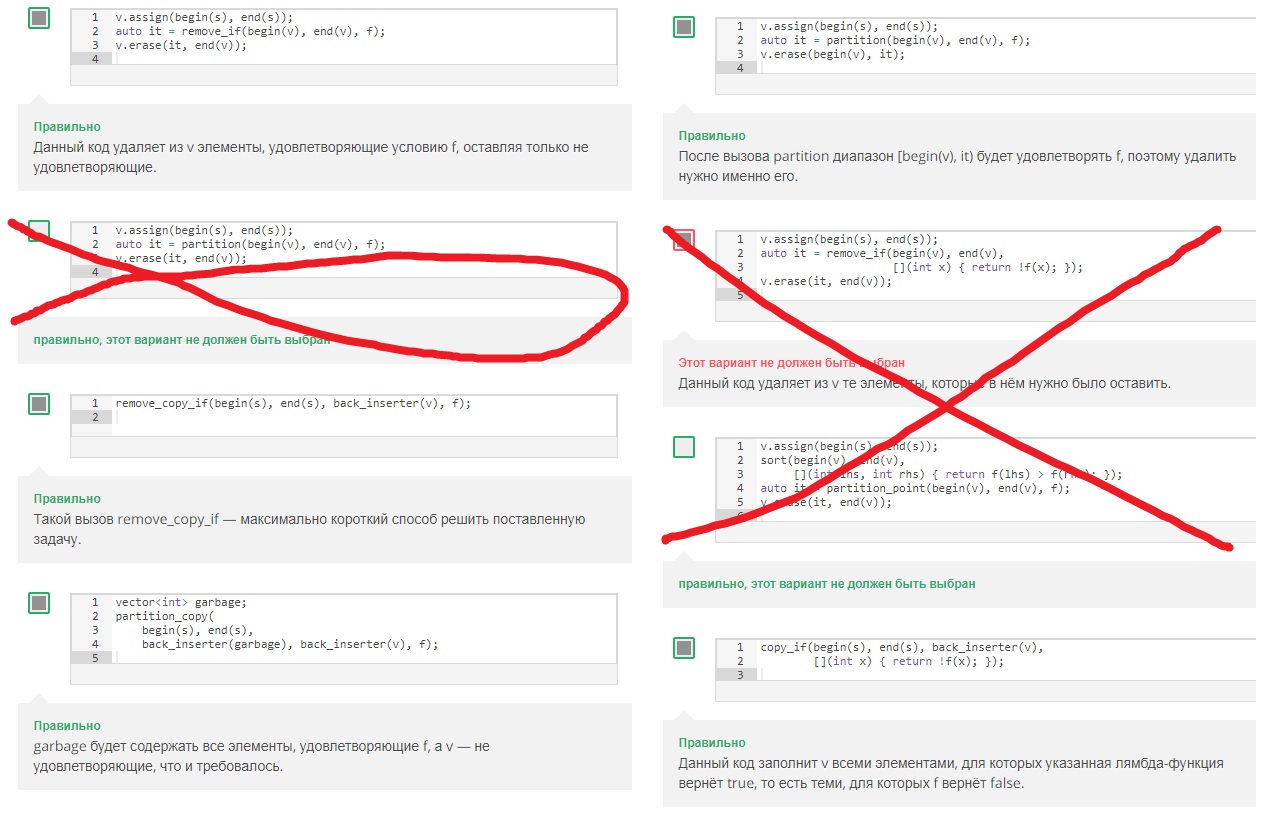 1 v.assign(begin(s), end(s));
2 auto it = remove_if(begin(v), end(v), f);
3 v.erase(it, end(v));
4
Правильно
Данный код удаляет из v элементы, удовлетворяющие условию f, оставляя только не
удовлетворяющие.
1 v.assign(begin(s), end(s));
2 auto it = partition(begin(v), end(v), f);
v.erase(it, end(v));
4
правильно, этот вариант не должен быть выбран
1 remove_copy_if(begin(s), end(s), back_inserter(v), f);
2
Правильно
Такой вызов remove_copy_if — максимально короткий способ решить поставленную
задачу.
1 vector<int> garbage;
2 partition_copy(
3 begin(s), end(s),
4 back_inserter(garbage), back_inserter(v), f);
5
Правильно
garbage будет содержать все элементы, удовлетворяющие f, а v — не
удовлетворяющие, что и требовалось.
1 v.assign(begin(s), end(s));
2 auto it = partition(begin(v), end(v), f);
3 v.erase(begin(v), it);
4
Правильно
После вызова partition диапазон [begin(v), it) будет удовлетворять f, поэтому удалить
нужно именно его.
1 v.assign(begin(s), end(s));
2 auto it = remove_if(begin(v), end(v),
3 [](int x) { return !f(x); });
4 v.erase(it, end(v));
5
Этот вариант не должен быть выбран
Данный код удаляет из v те элементы, которые в нём нужно было оставить.
1 v.assign(begin(s), end(s));
2 sort(begin(v), end(v),
3 [](int lhs, int rhs) { return f(lhs) > f(rhs); });
4 auto it = partition_point(begin(v), end(v), f);
5 v.erase(it, end(v));
6
правильно, этот вариант не должен быть выбран
1 copy_if(begin(s), end(s), back_inserter(v),
2 [](int x) { return !f(x); });
3
Правильно
Данный код заполнит v всеми элементами, для которых указанная лямбда-функция
вернёт true, то есть теми, для которых f вернёт false.